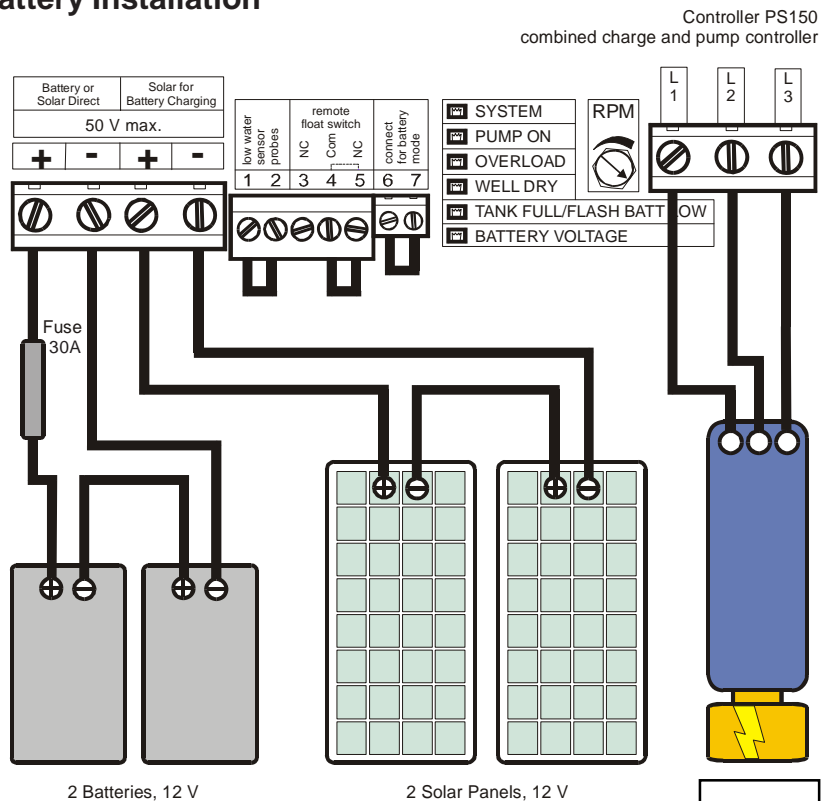 attery Installation
Controller PS150
combined charge and pump controller
Battery or
Solar Direct
Solar for
Battery Charging
50 V max.
+ - + -
low water
sensor
probes
remote
float switch
NC Com NC
connect
for battery
mode
1 2 3 4 5 6 7
SYSTEM
PUMP ON
OVERLOAD
WELL DRY
TANK FULL/FLASH BATT LOW
BATTERY VOLTAGE
RPM
L
1
L
2
L
3
Fuse
30A
2 Batteries, 12 V
2 Solar Panels, 12 V